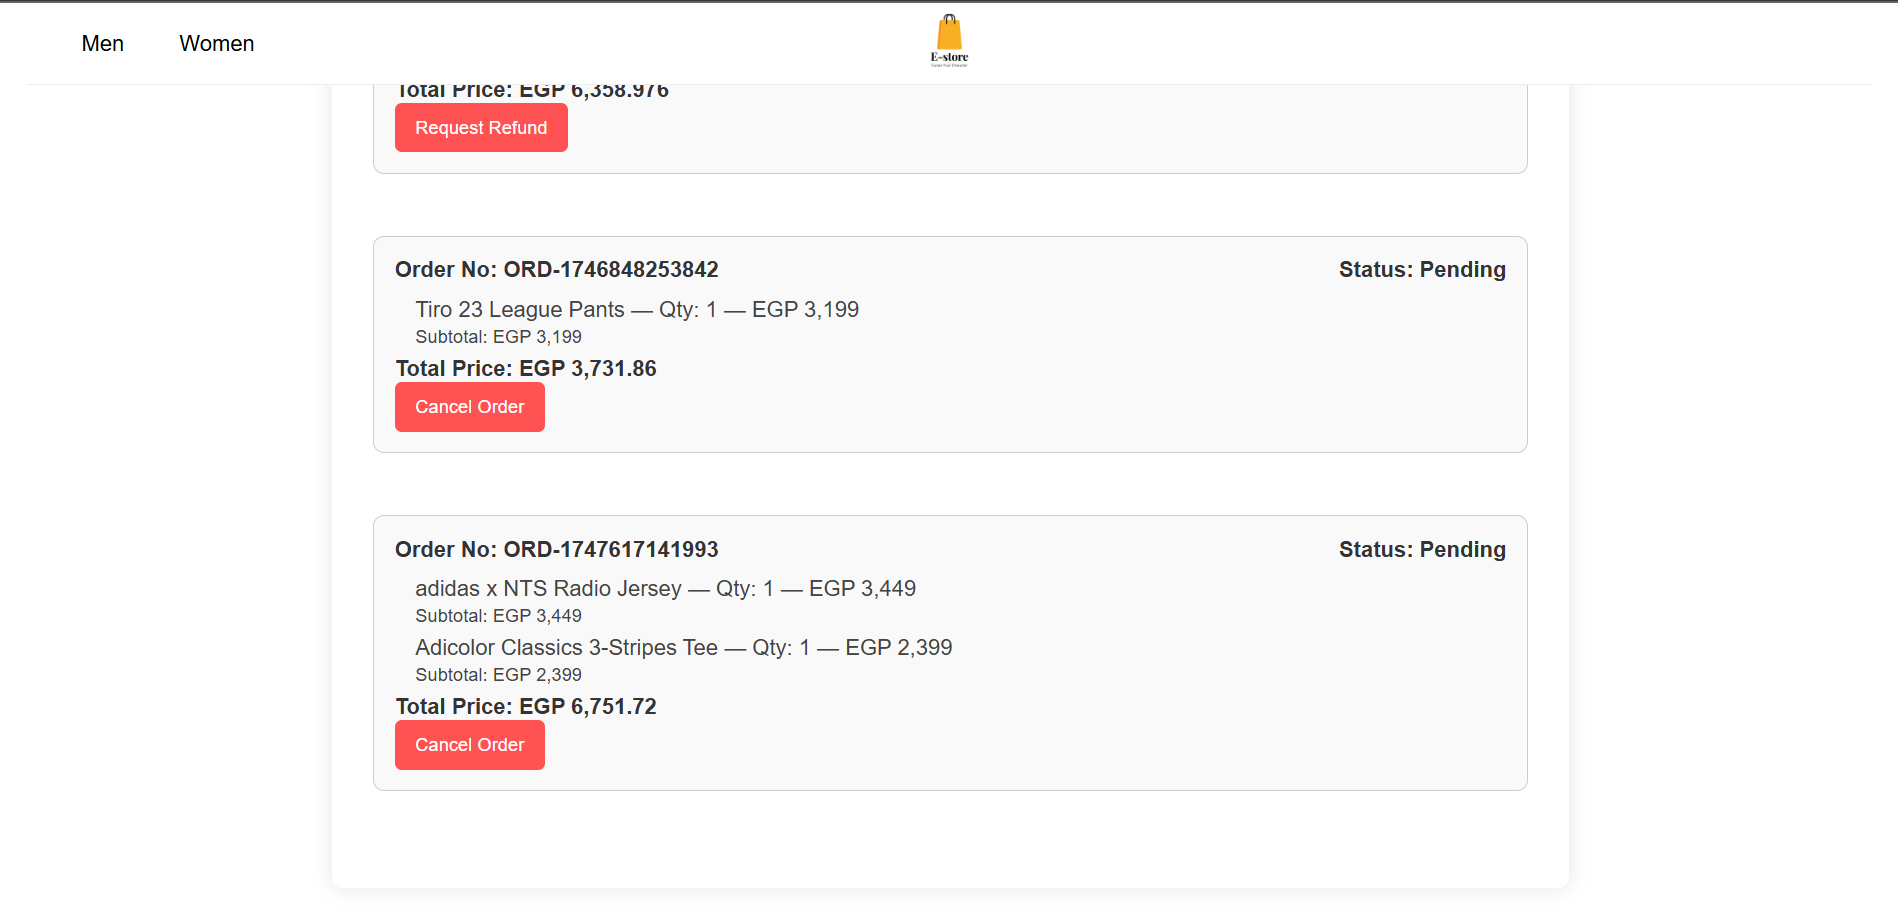 Men
Women
E-store
Total Price: EGP 6,358.976
Request Refund
Order No: ORD-1746848253842
Status: Pending
Tiro 23 League Pants — Qty: 1 — EGP 3,199
Subtotal: EGP 3,199
Total Price: EGP 3,731.86
Cancel Order
Order No: ORD-1747617141993
Status: Pending
adidas x NTS Radio Jersey — Qty: 1 — EGP 3,449
Subtotal: EGP 3,449
Adicolor Classics 3-Stripes Tee — Qty: 1 — EGP 2,399
Subtotal: EGP 2,399
Total Price: EGP 6,751.72
Cancel Order